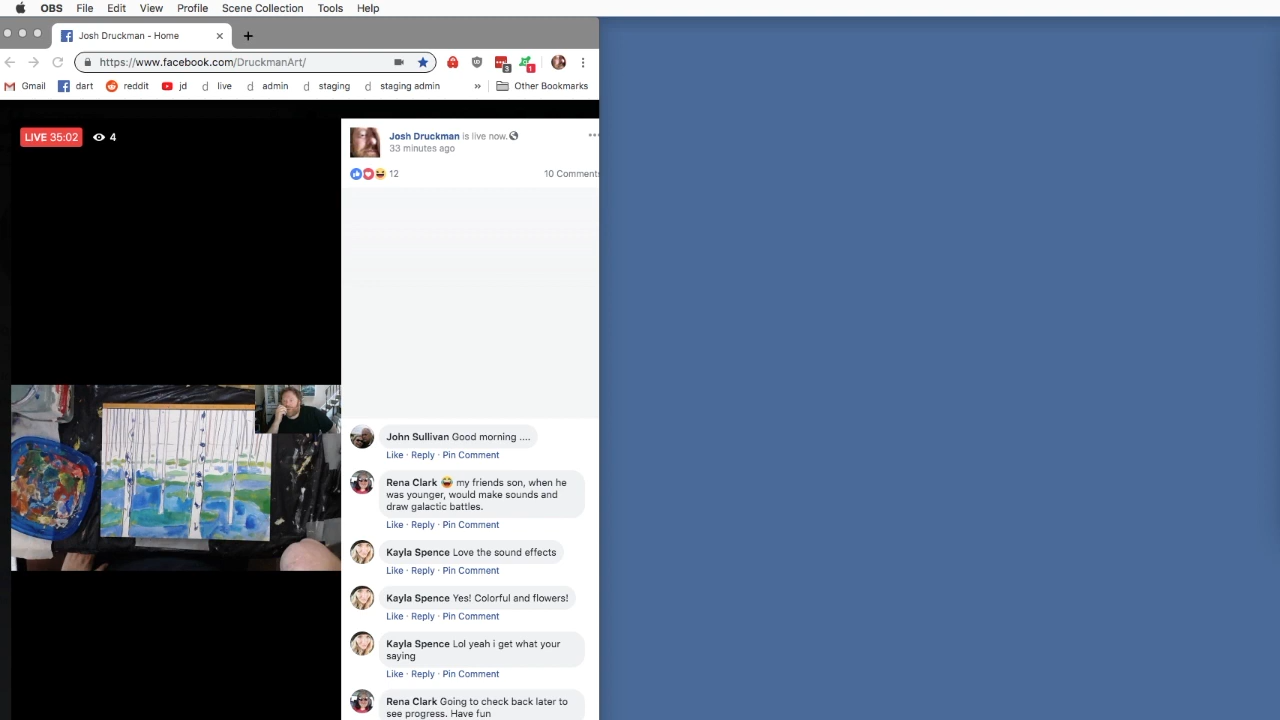 OBS File Edit View Profile Scene Collection Tools Help
Josh Druckman - Home
https://www.facebook.com/DruckmanArt/
3 1
Gmail dart reddit jd live admin staging staging admin » Other Bookmarks
LIVE 35:02 4
Josh Druckman is live now.
33 minutes ago
12 10 Comments
John Sullivan Good morning ....
Like · Reply · Pin Comment
Rena Clark 😆 my friends son, when he
was younger, would make sounds and
draw galactic battles.
Like · Reply · Pin Comment
Kayla Spence Love the sound effects
Like · Reply · Pin Comment
Kayla Spence Yes! Colorful and flowers!
Like · Reply · Pin Comment
Kayla Spence Lol yeah i get what your
saying
Like · Reply · Pin Comment
Rena Clark Going to check back later to
see progress. Have fun